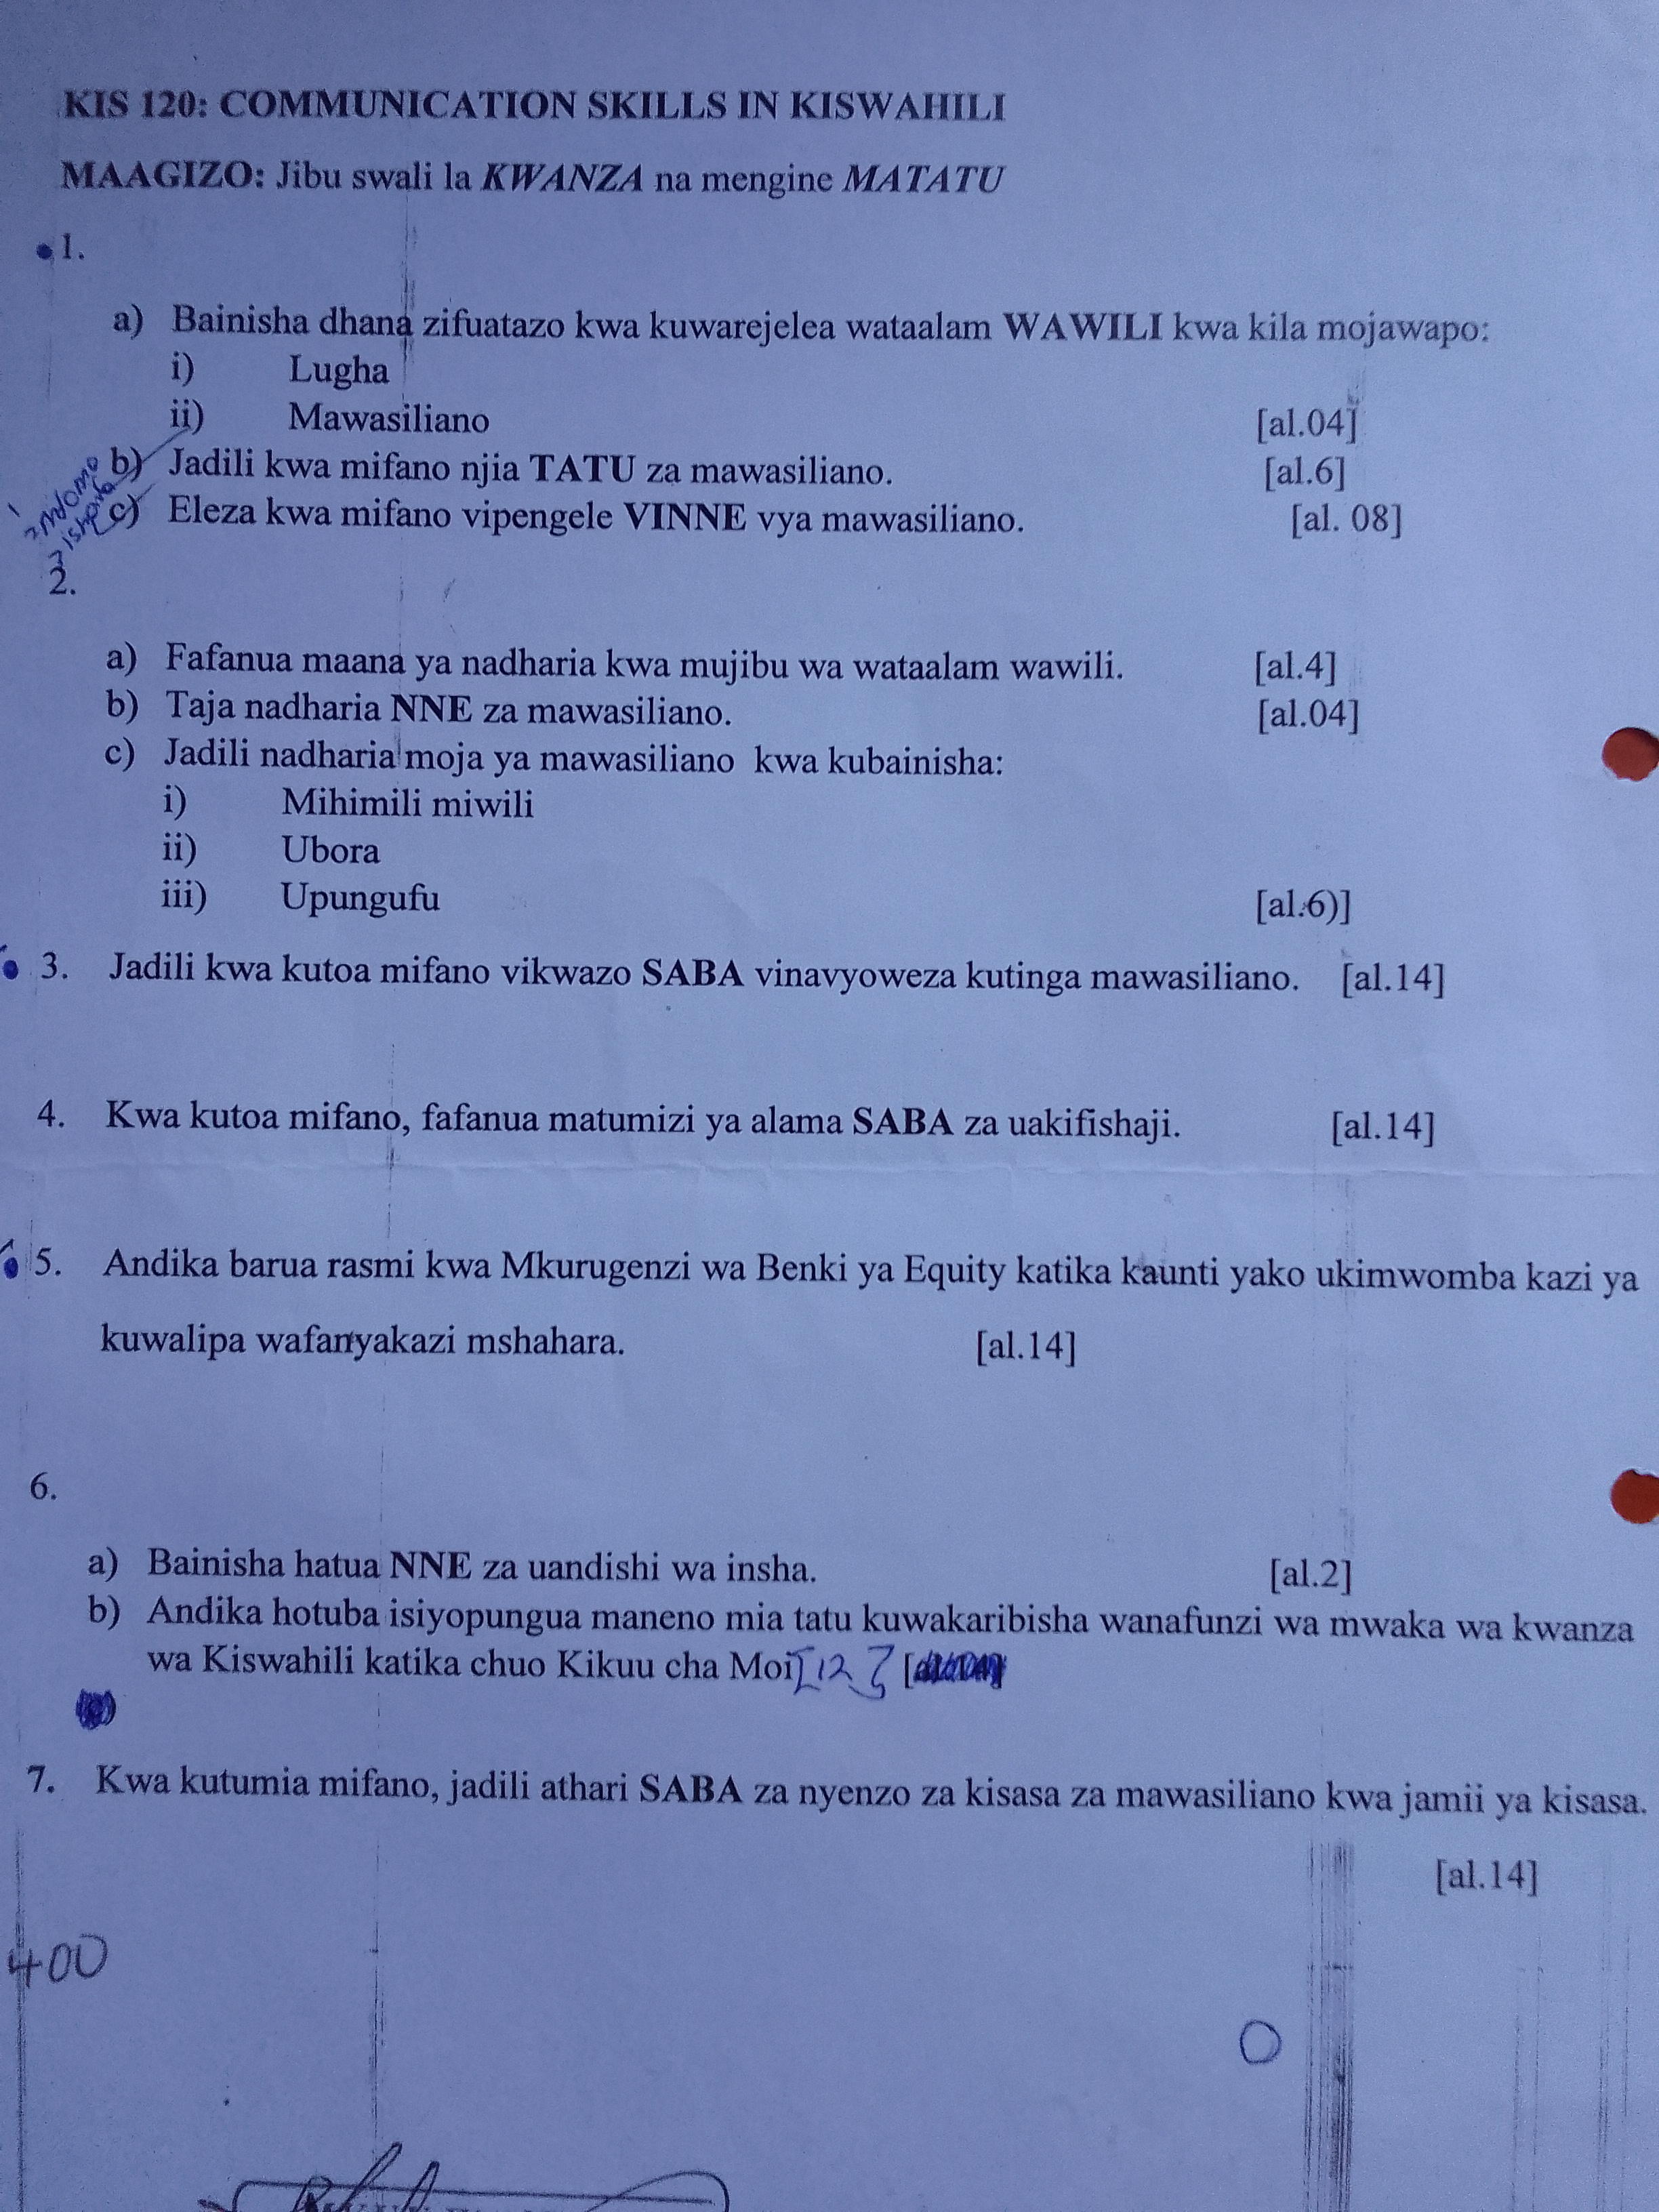 KIS 120: COMMUNICATION SKILLS IN KISWAHILI
MAAGIZO: Jibu swali la KWANZA na mengine MATATU
1.
a) Bainisha dhana zifuatazo kwa kuwarejelea wataalam WAWILI kwa kila mojawapo:
i) Lugha
ii) Mawasiliano [al.04]
b) Jadili kwa mifano njia TATU za mawasiliano. [al.6]
c) Eleza kwa mifano vipengele VINNE vya mawasiliano. [al. 08]
1
2 mdomo
3 ishara
2.
a) Fafanua maana ya nadharia kwa mujibu wa wataalam wawili. [al.4]
b) Taja nadharia NNE za mawasiliano. [al.04]
c) Jadili nadharia moja ya mawasiliano kwa kubainisha:
i) Mihimili miwili
ii) Ubora
iii) Upungufu [al.6)]
3. Jadili kwa kutoa mifano vikwazo SABA vinavyoweza kutinga mawasiliano. [al.14]
4. Kwa kutoa mifano, fafanua matumizi ya alama SABA za uakifishaji. [al.14]
5. Andika barua rasmi kwa Mkurugenzi wa Benki ya Equity katika kaunti yako ukimwomba kazi ya
kuwalipa wafanyakazi mshahara. [al.14]
6.
a) Bainisha hatua NNE za uandishi wa insha. [al.2]
b) Andika hotuba isiyopungua maneno mia tatu kuwakaribisha wanafunzi wa mwaka wa kwanza
wa Kiswahili katika chuo Kikuu cha Moi [12]
7. Kwa kutumia mifano, jadili athari SABA za nyenzo za kisasa za mawasiliano kwa jamii ya kisasa.
[al.14]
400